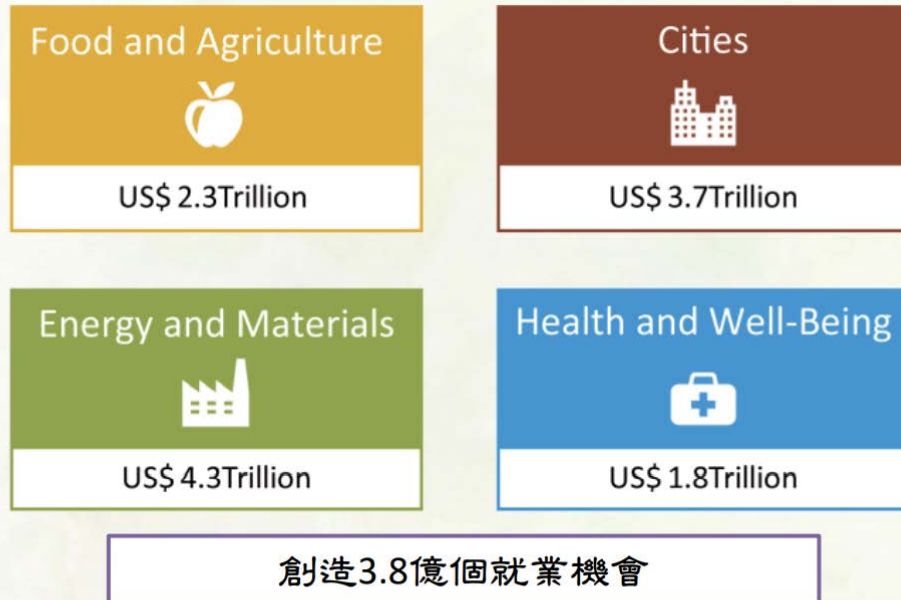 Food and Agriculture
US$ 2.3Trillion
Cities
US$ 3.7Trillion
Energy and Materials
US$ 4.3Trillion
Health and Well-Being
US$ 1.8Trillion
創造3.8億個就業機會